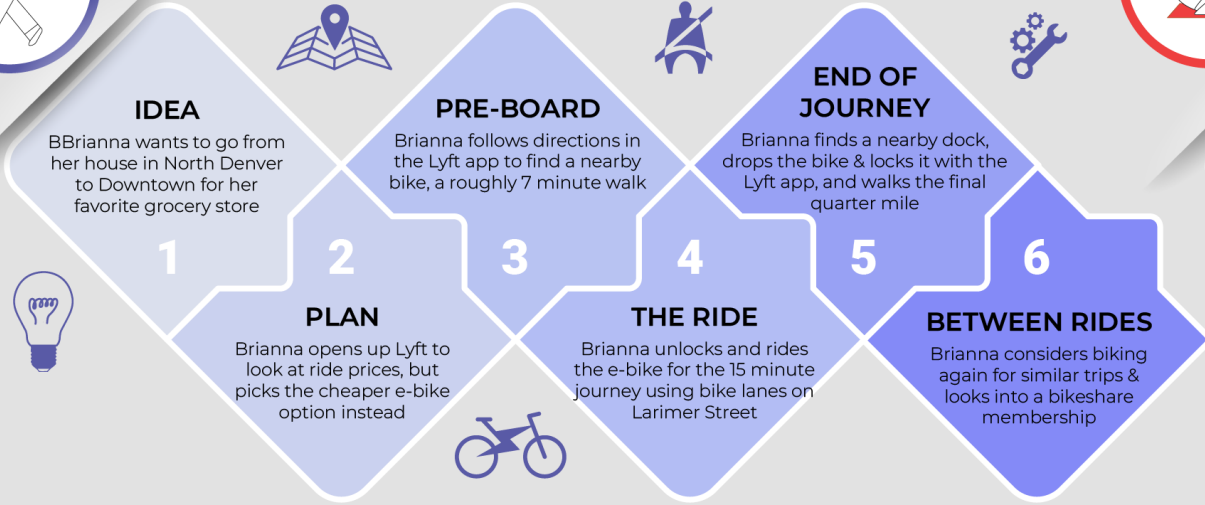 IDEA
BBrianna wants to go from
her house in North Denver
to Downtown for her
favorite grocery store
1
2
PLAN
Brianna opens up Lyft to
look at ride prices, but
picks the cheaper e-bike
option instead
PRE-BOARD
Brianna follows directions in
the Lyft app to find a nearby
bike, a roughly 7 minute walk
3
4
THE RIDE
Brianna unlocks and rides
the e-bike for the 15 minute
journey using bike lanes on
Larimer Street
END OF
JOURNEY
Brianna finds a nearby dock,
drops the bike & locks it with the
Lyft app, and walks the final
quarter mile
5
6
BETWEEN RIDES
Brianna considers biking
again for similar trips &
looks into a bikeshare
membership